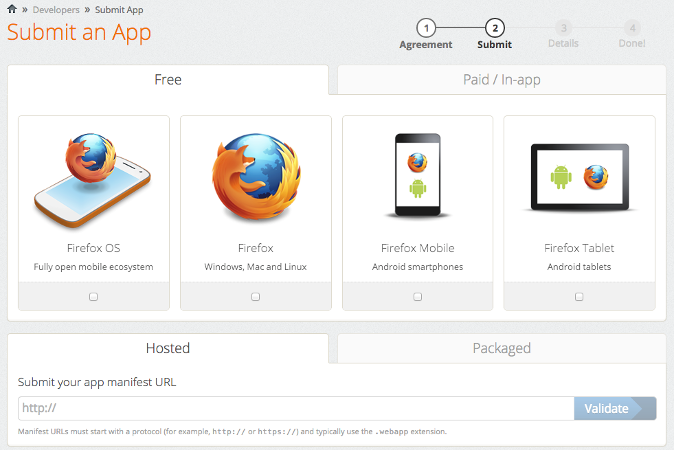 » Developers » Submit App
Submit an App
1 2 3 4
Agreement Submit Details Done!
Free Paid / In-app
Firefox OS Firefox Firefox Mobile Firefox Tablet
Fully open mobile ecosystem Windows, Mac and Linux Android smartphones Android tablets
Hosted Packaged
Submit your app manifest URL
http:// Validate
Manifest URLs must start with a protocol (for example, http:// or https://) and typically use the .webapp extension.